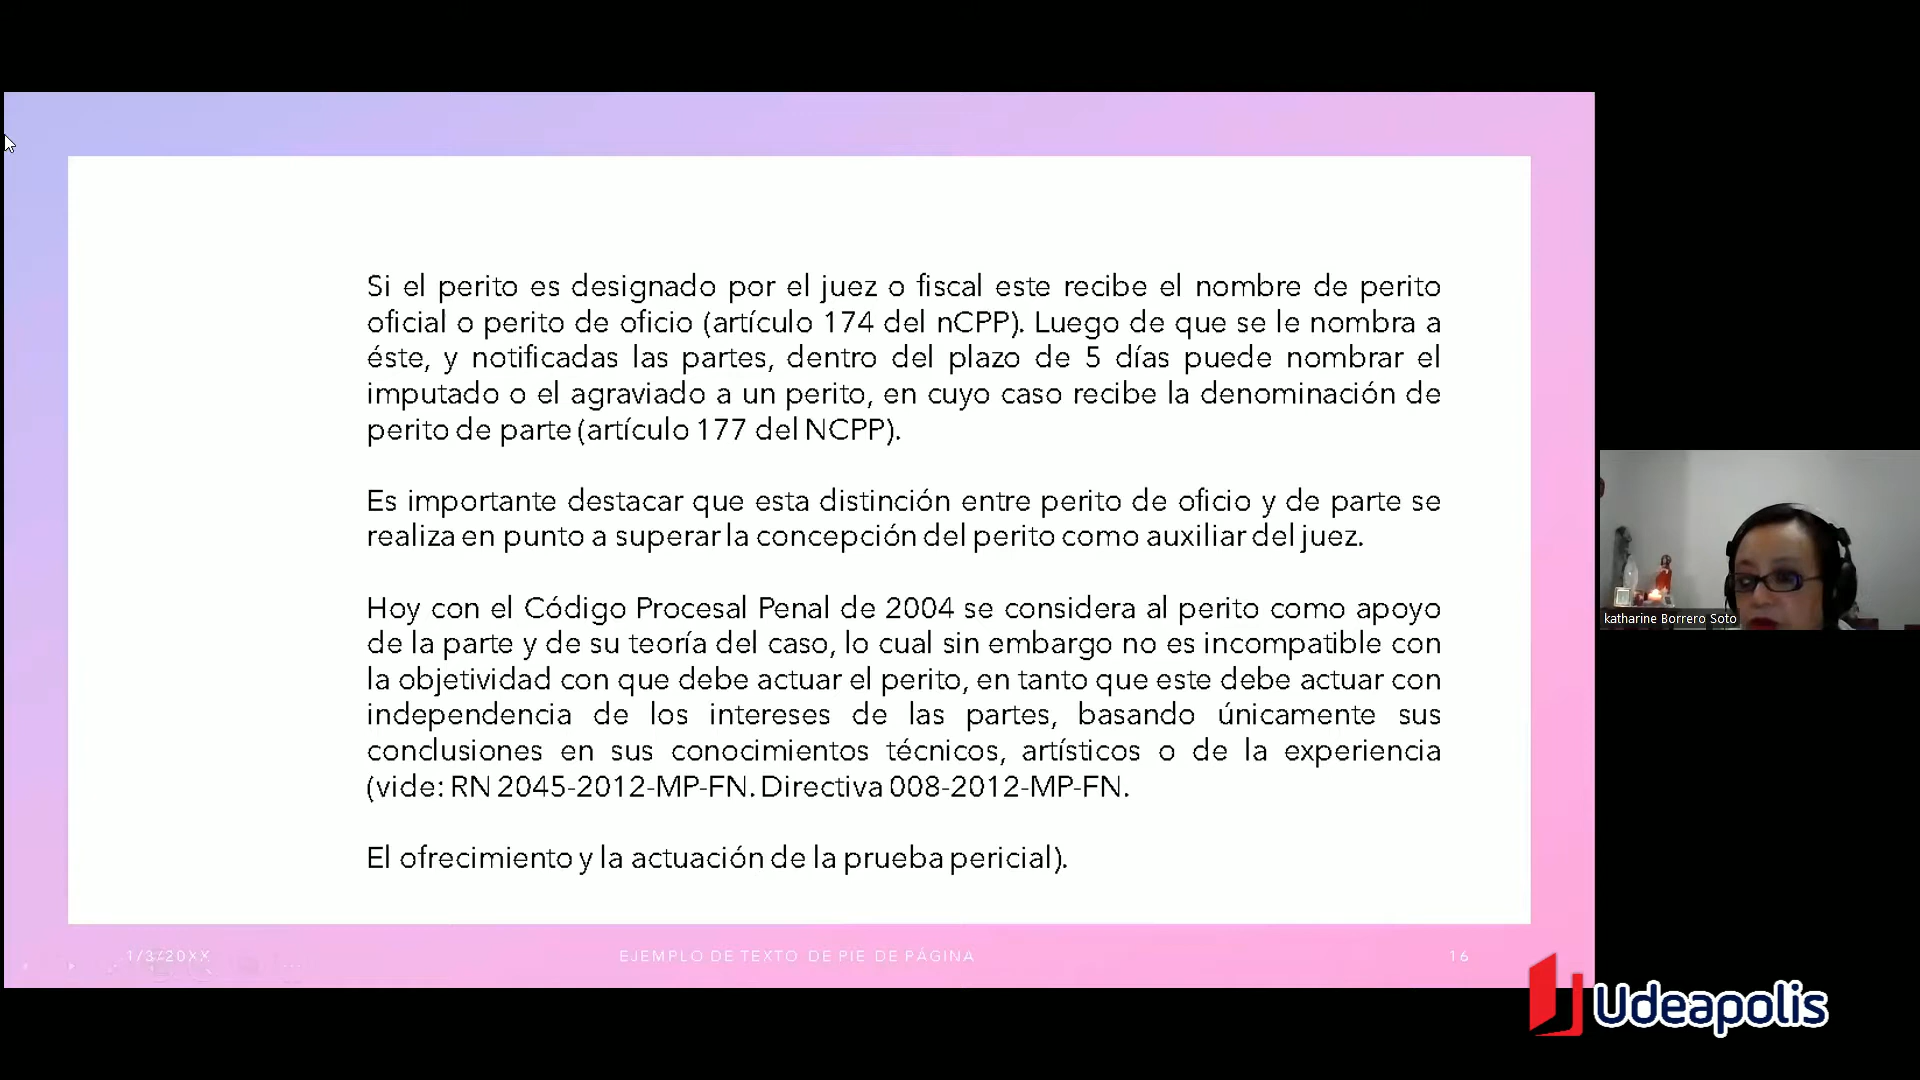 Si el perito es designado por el juez o fiscal este recibe el nombre de perito
oficial o perito de oficio (artículo 174 del nCPP). Luego de que se le nombra a
éste, y notificadas las partes, dentro del plazo de 5 días puede nombrar el
imputado o el agraviado a un perito, en cuyo caso recibe la denominación de
perito de parte (artículo 177 del NCPP).
Es importante destacar que esta distinción entre perito de oficio y de parte se
realiza en punto a superar la concepción del perito como auxiliar del juez.
Hoy con el Código Procesal Penal de 2004 se considera al perito como apoyo
de la parte y de su teoría del caso, lo cual sin embargo no es incompatible con
la objetividad con que debe actuar el perito, en tanto que este debe actuar con
independencia de los intereses de las partes, basando únicamente sus
conclusiones en sus conocimientos técnicos, artísticos o de la experiencia
(vide: RN 2045-2012-MP-FN. Directiva 008-2012-MP-FN.
El ofrecimiento y la actuación de la prueba pericial).
1/3/20XX
EJEMPLO DE TEXTO DE PIE DE PÁGINA
16
katharine Borrero Soto
Udeapolis